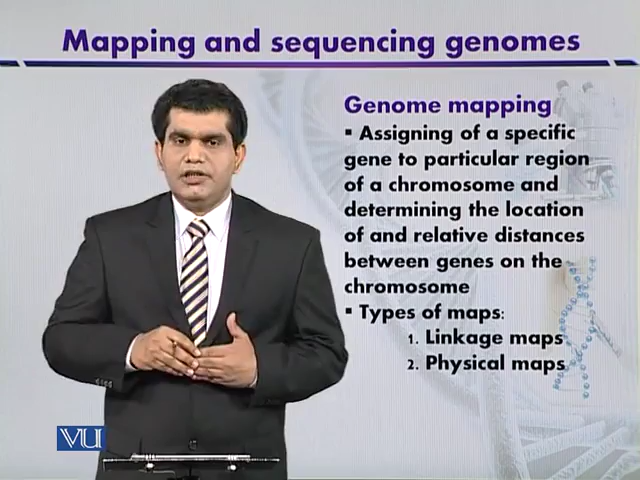 Mapping and sequencing genomes
Genome mapping
▪ Assigning of a specific
gene to particular region
of a chromosome and
determining the location
of and relative distances
between genes on the
chromosome
▪ Types of maps:
1. Linkage maps
2. Physical maps
VU